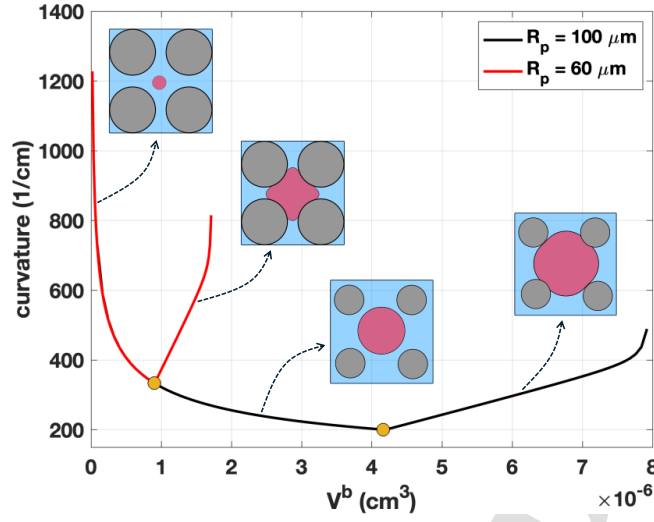 1400
1200
1000
800
600
400
200
curvature (1/cm)
R_p = 100 μm
R_p = 60 μm
0 1 2 3 4 5 6 7 8
×10^-6
V^b (cm^3)